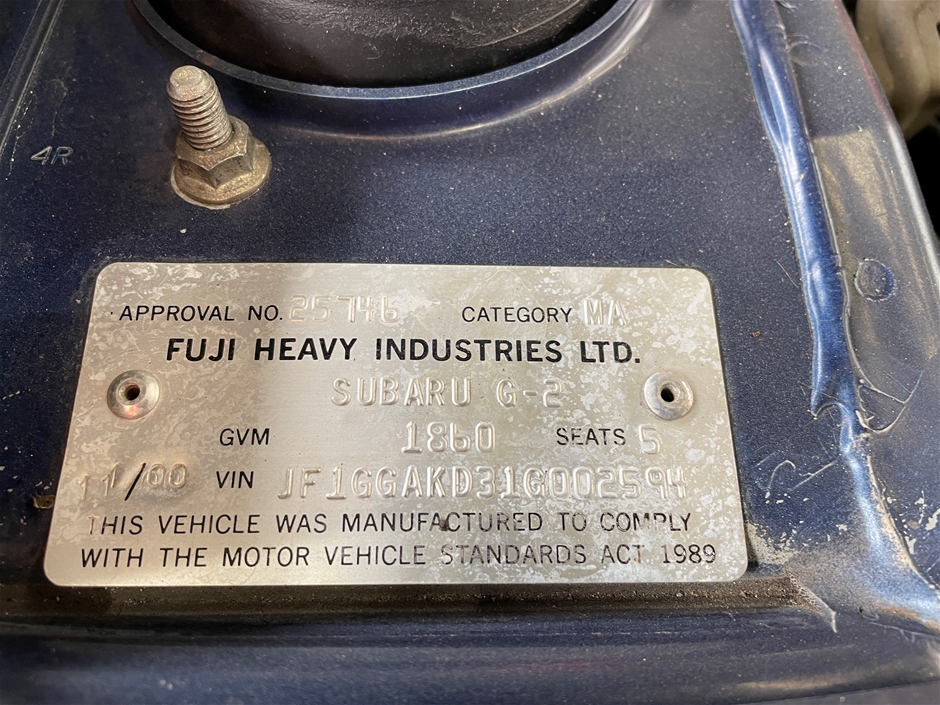 4R
APPROVAL NO. 25746 CATEGORY MA
FUJI HEAVY INDUSTRIES LTD.
SUBARU G-2
GVM 1860 SEATS 5
11/00 VIN JF1GGAKD31G002594
THIS VEHICLE WAS MANUFACTURED TO COMPLY
WITH THE MOTOR VEHICLE STANDARDS ACT 1989